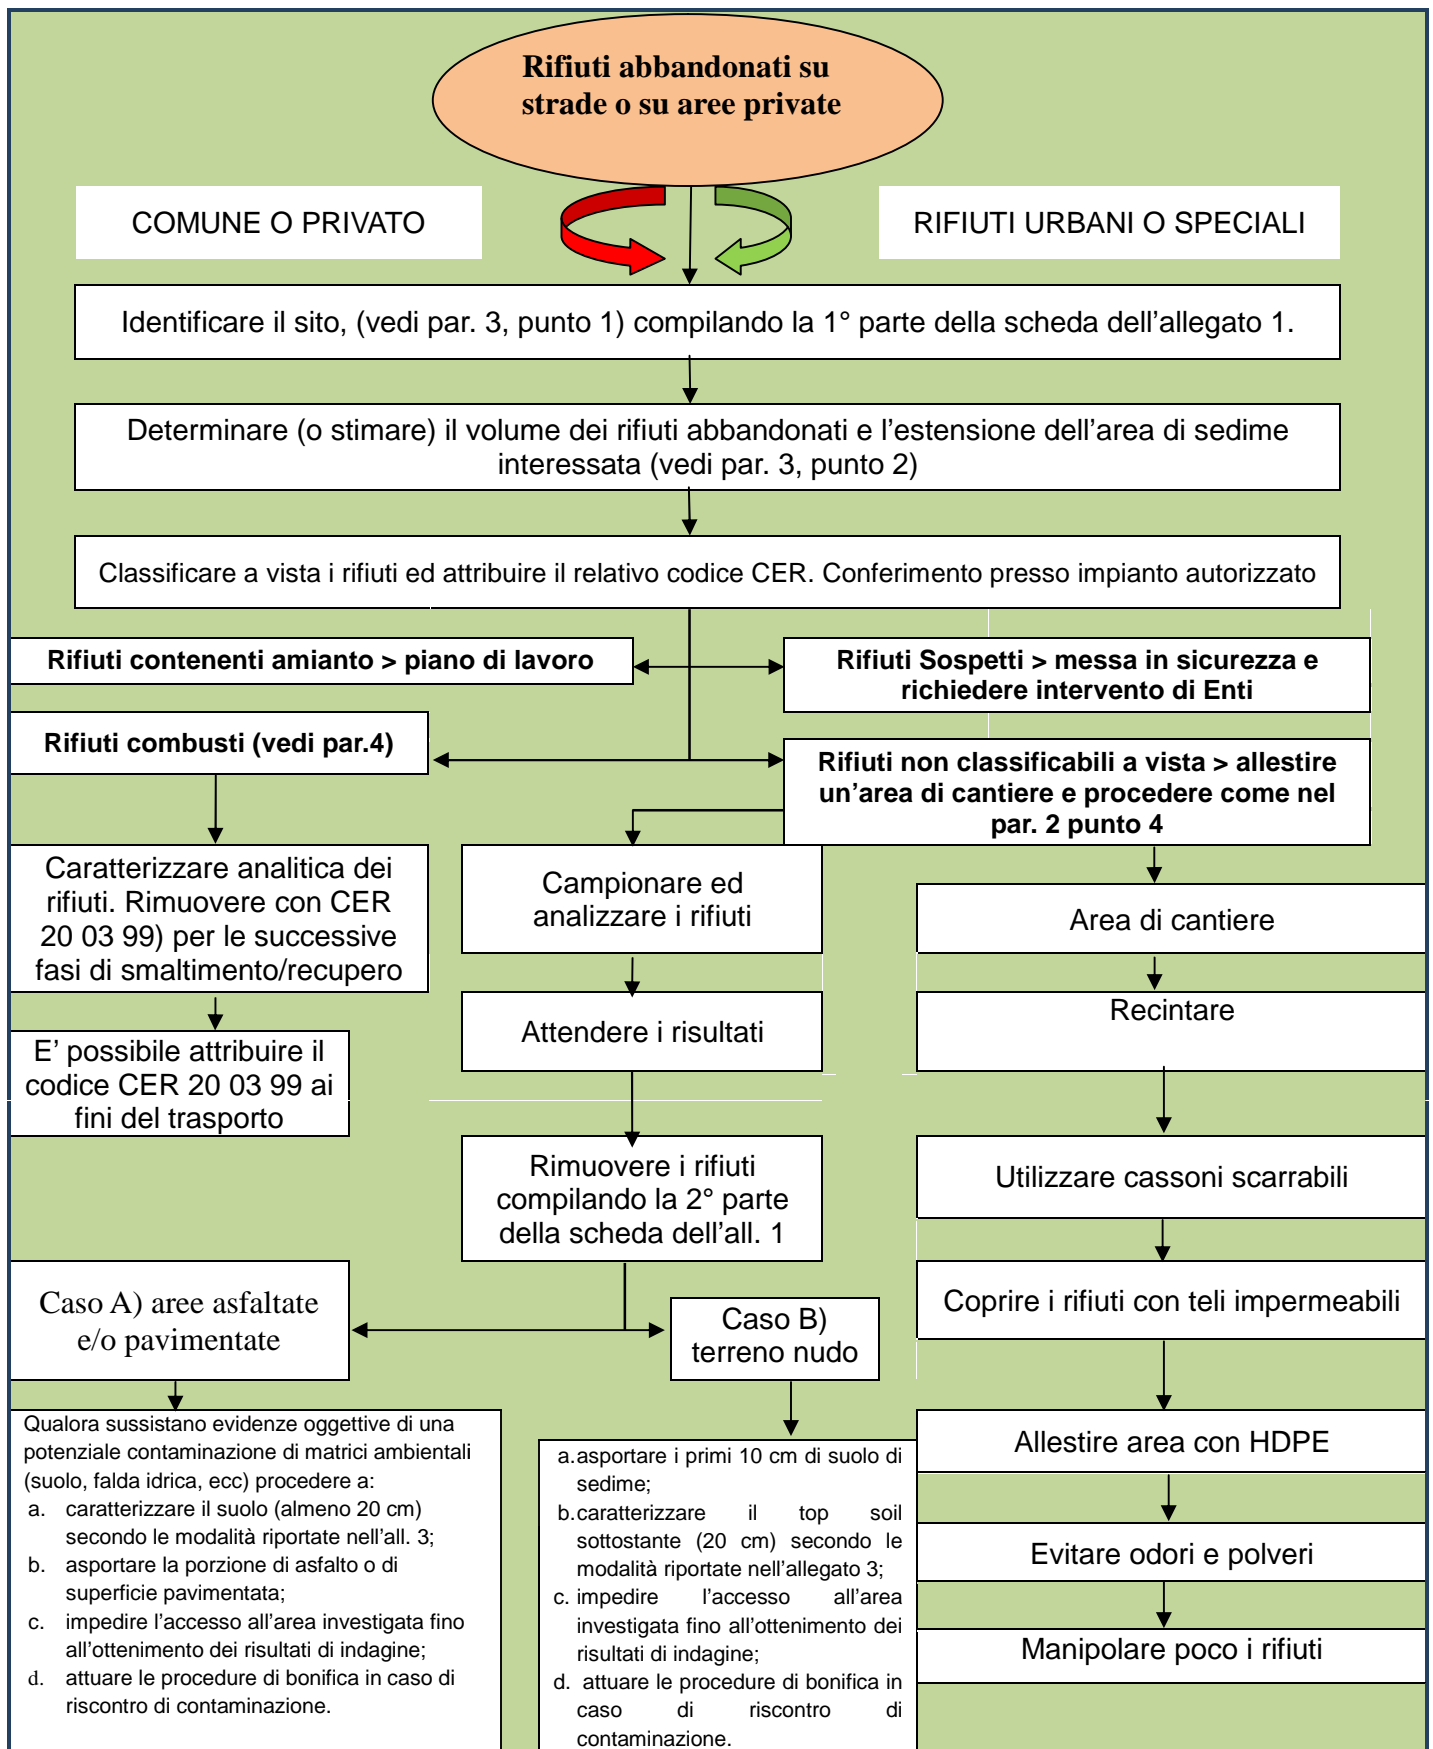 Rifiuti abbandonati su
strade o su aree private
COMUNE O PRIVATO
RIFIUTI URBANI O SPECIALI
Identificare il sito, (vedi par. 3, punto 1) compilando la 1° parte della scheda dell’allegato 1.
Determinare (o stimare) il volume dei rifiuti abbandonati e l’estensione dell’area di sedime
interessata (vedi par. 3, punto 2)
Classificare a vista i rifiuti ed attribuire il relativo codice CER. Conferimento presso impianto autorizzato
Rifiuti contenenti amianto > piano di lavoro
Rifiuti Sospetti > messa in sicurezza e
richiedere intervento di Enti
Rifiuti combusti (vedi par.4)
Rifiuti non classificabili a vista > allestire
un’area di cantiere e procedere come nel
par. 2 punto 4
Caratterizzare analitica dei
rifiuti. Rimuovere con CER
20 03 99) per le successive
fasi di smaltimento/recupero
E’ possibile attribuire il
codice CER 20 03 99 ai
fini del trasporto
Campionare ed
analizzare i rifiuti
Attendere i risultati
Rimuovere i rifiuti
compilando la 2° parte
della scheda dell’all. 1
Area di cantiere
Recintare
Utilizzare cassoni scarrabili
Coprire i rifiuti con teli impermeabili
Allestire area con HDPE
Evitare odori e polveri
Manipolare poco i rifiuti
Caso A) aree asfaltate
e/o pavimentate
Caso B)
terreno nudo
Qualora sussistano evidenze oggettive di una
potenziale contaminazione di matrici ambientali
(suolo, falda idrica, ecc) procedere a:
a. caratterizzare il suolo (almeno 20 cm)
secondo le modalità riportate nell’all. 3;
b. asportare la porzione di asfalto o di
superficie pavimentata;
c. impedire l’accesso all’area investigata fino
all’ottenimento dei risultati di indagine;
d. attuare le procedure di bonifica in caso di
riscontro di contaminazione.
a.asportare i primi 10 cm di suolo di
sedime;
b.caratterizzare il top soil
sottostante (20 cm) secondo le
modalità riportate nell’allegato 3;
c. impedire l’accesso all’area
investigata fino all’ottenimento dei
risultati di indagine;
d. attuare le procedure di bonifica in
caso di riscontro di
contaminazione.